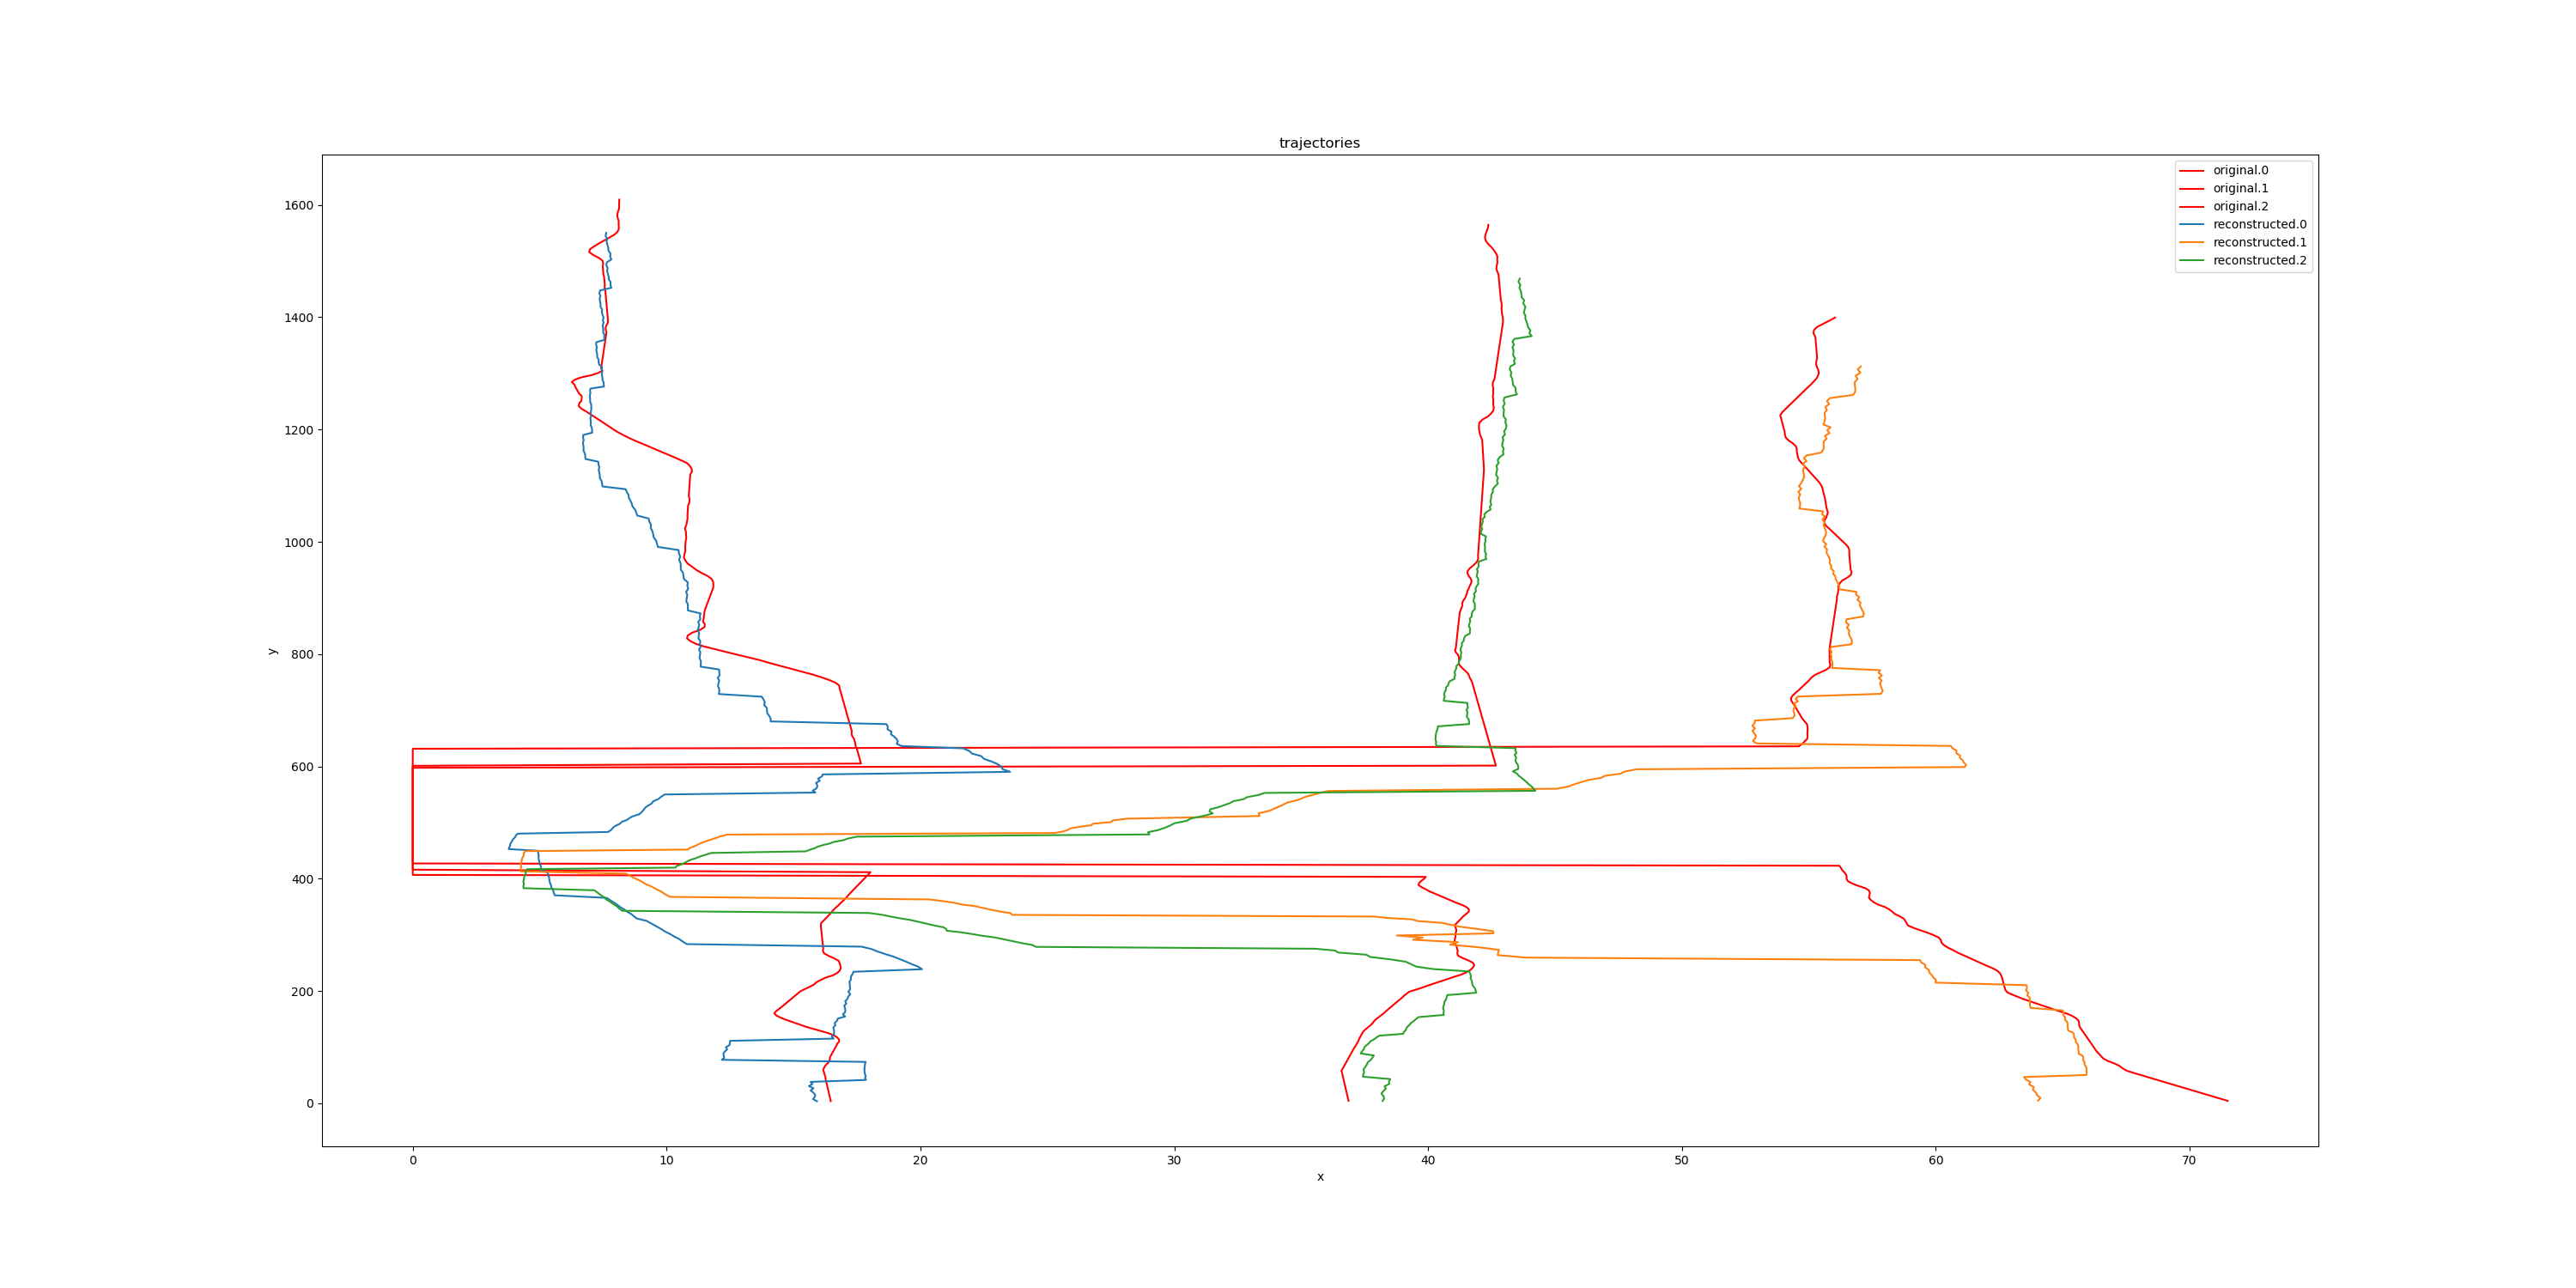 trajectories
original.0
original.1
original.2
reconstructed.0
reconstructed.1
reconstructed.2
1600
1400
1200
1000
800
600
400
200
0
y
0 10 20 30 40 50 60 70
x